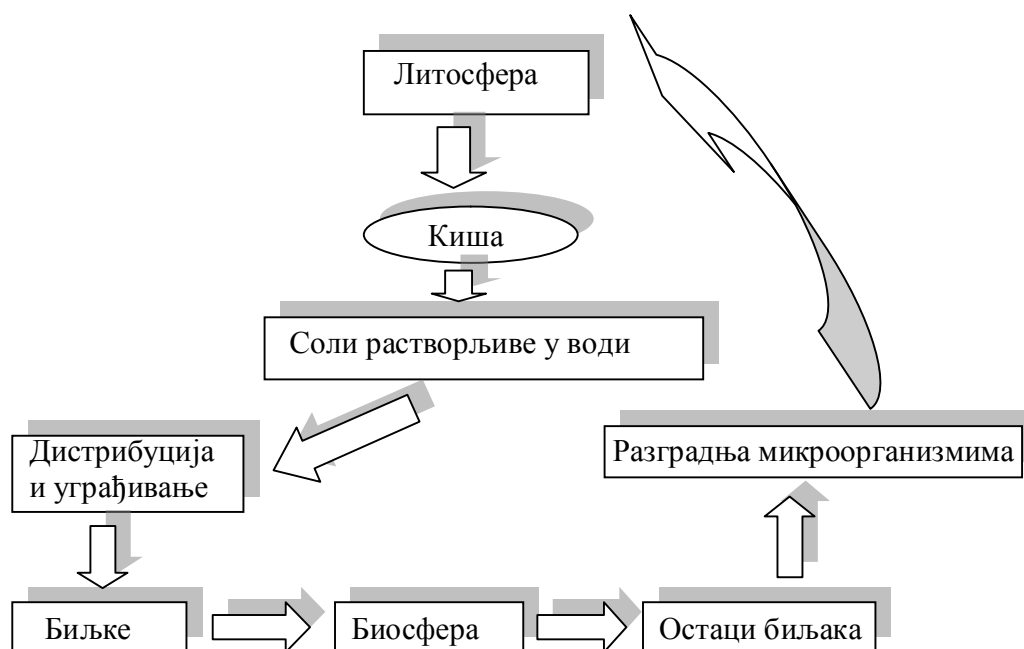 Литосфера
Киша
Соли растворљиве у води
Дистрибуција
и уграђивање
Разградња микроорганизмима
Биљке
Биосфера
Остаци биљака